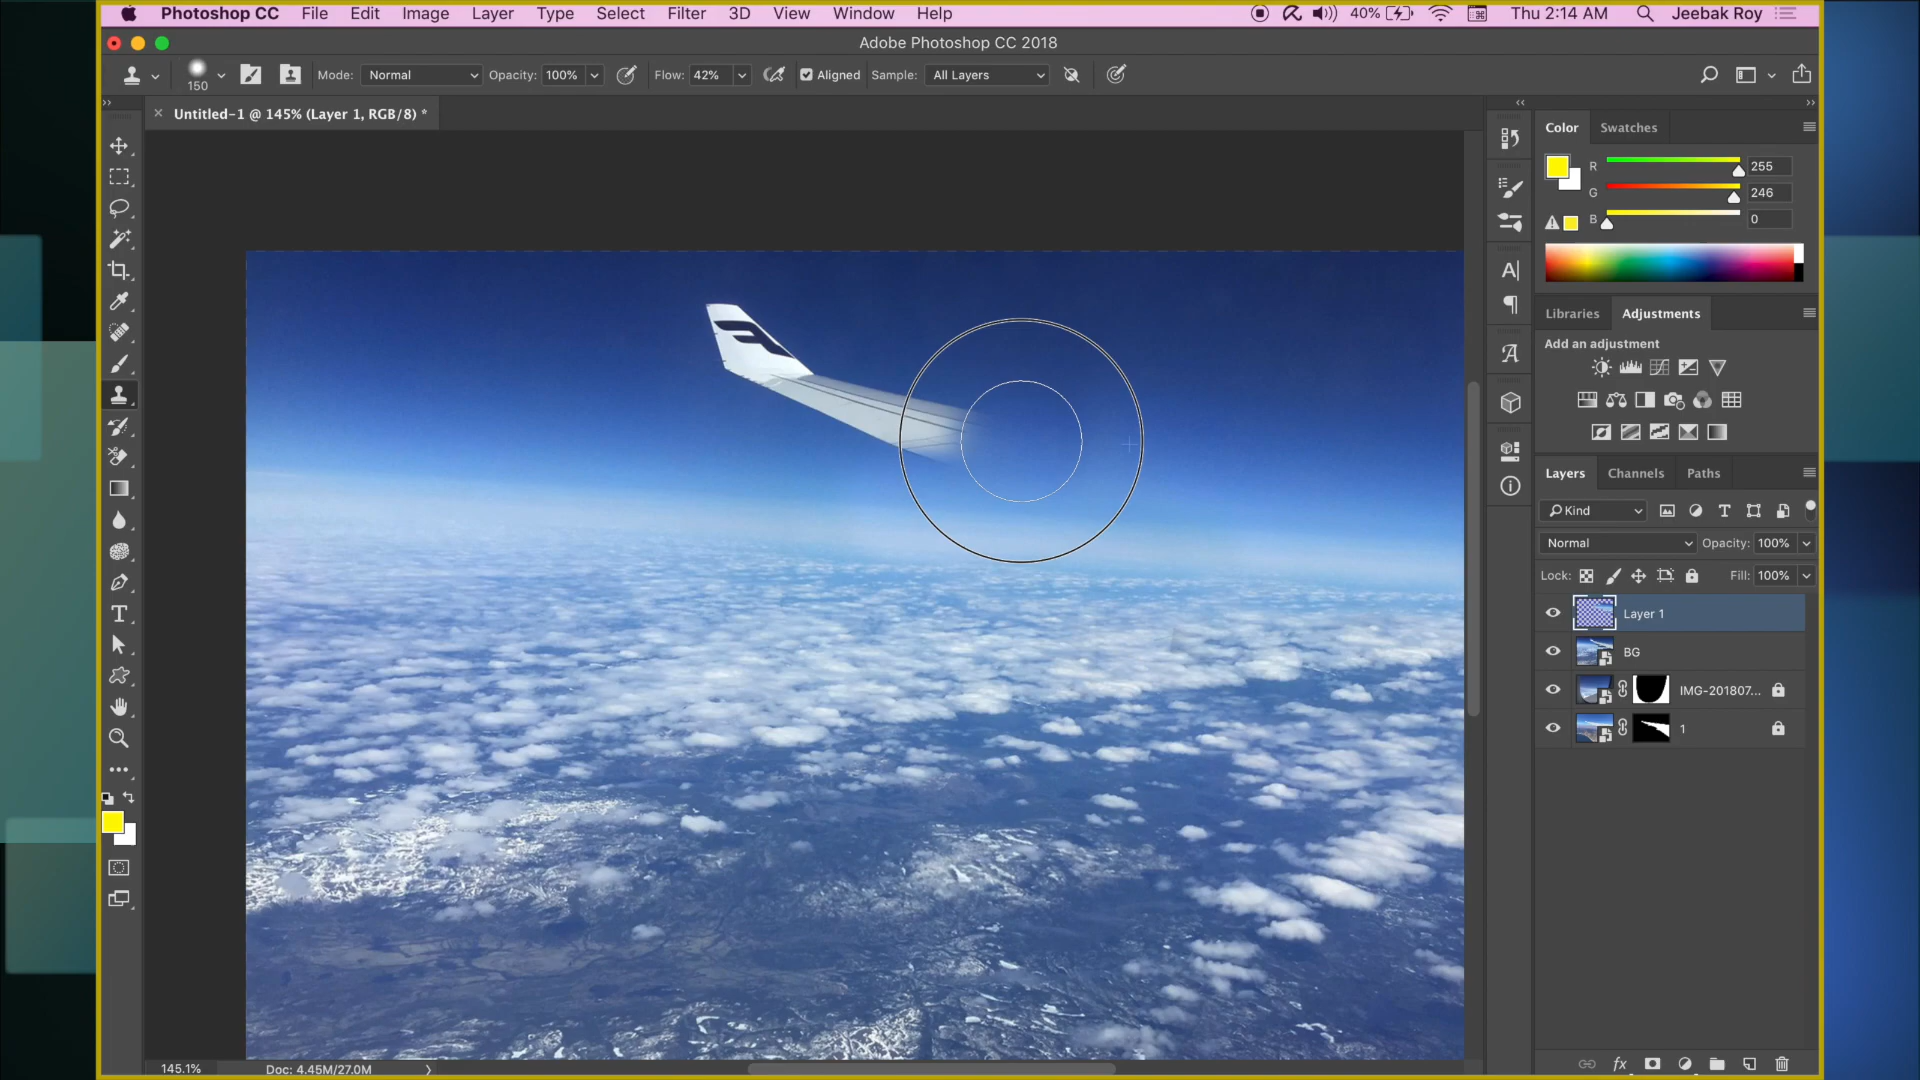 Photoshop CC File Edit Image Layer Type Select Filter 3D View Window Help 40% Thu 2:14 AM Jeebak Roy
Adobe Photoshop CC 2018
150 Mode: Normal Opacity: 100% Flow: 42% Aligned Sample: All Layers
Untitled-1 @ 145% (Layer 1, RGB/8) *
Color Swatches
R 255
G 246
B 0
Libraries Adjustments
Add an adjustment
Layers Channels Paths
Kind
Normal Opacity: 100%
Lock: Fill: 100%
Layer 1
BG
IMG-201807...
1
fx
145.1% Doc: 4.45M/27.0M